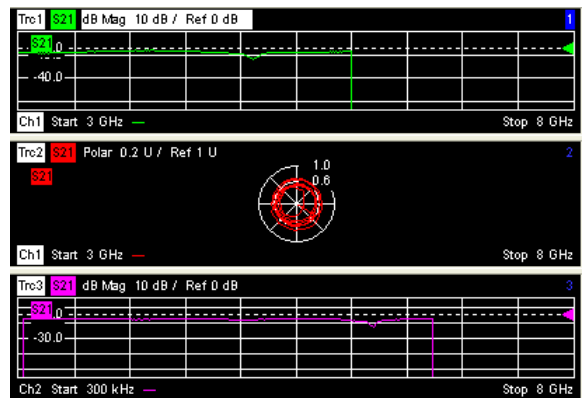 Trc1 S21 dB Mag 10 dB / Ref 0 dB 1
S21 0
-40.0
Ch1 Start 3 GHz — Stop 8 GHz
Trc2 S21 Polar 0.2 U / Ref 1 U 2
S21
1.0
0.6
Ch1 Start 3 GHz — Stop 8 GHz
Trc3 S21 dB Mag 10 dB / Ref 0 dB 3
S21 .0
-30.0
Ch2 Start 300 kHz — Stop 8 GHz